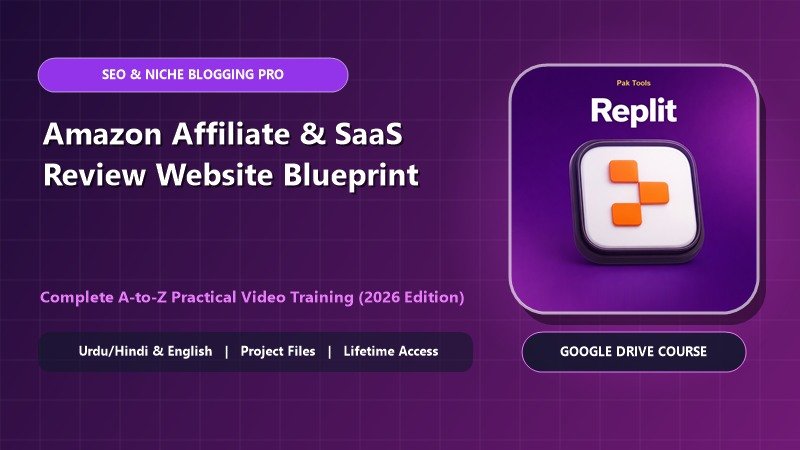 SEO & NICHE BLOGGING PRO
Amazon Affiliate & SaaS
Review Website Blueprint
Complete A-to-Z Practical Video Training (2026 Edition)
Urdu/Hindi & English | Project Files | Lifetime Access
Pak Tools
Replit
GOOGLE DRIVE COURSE